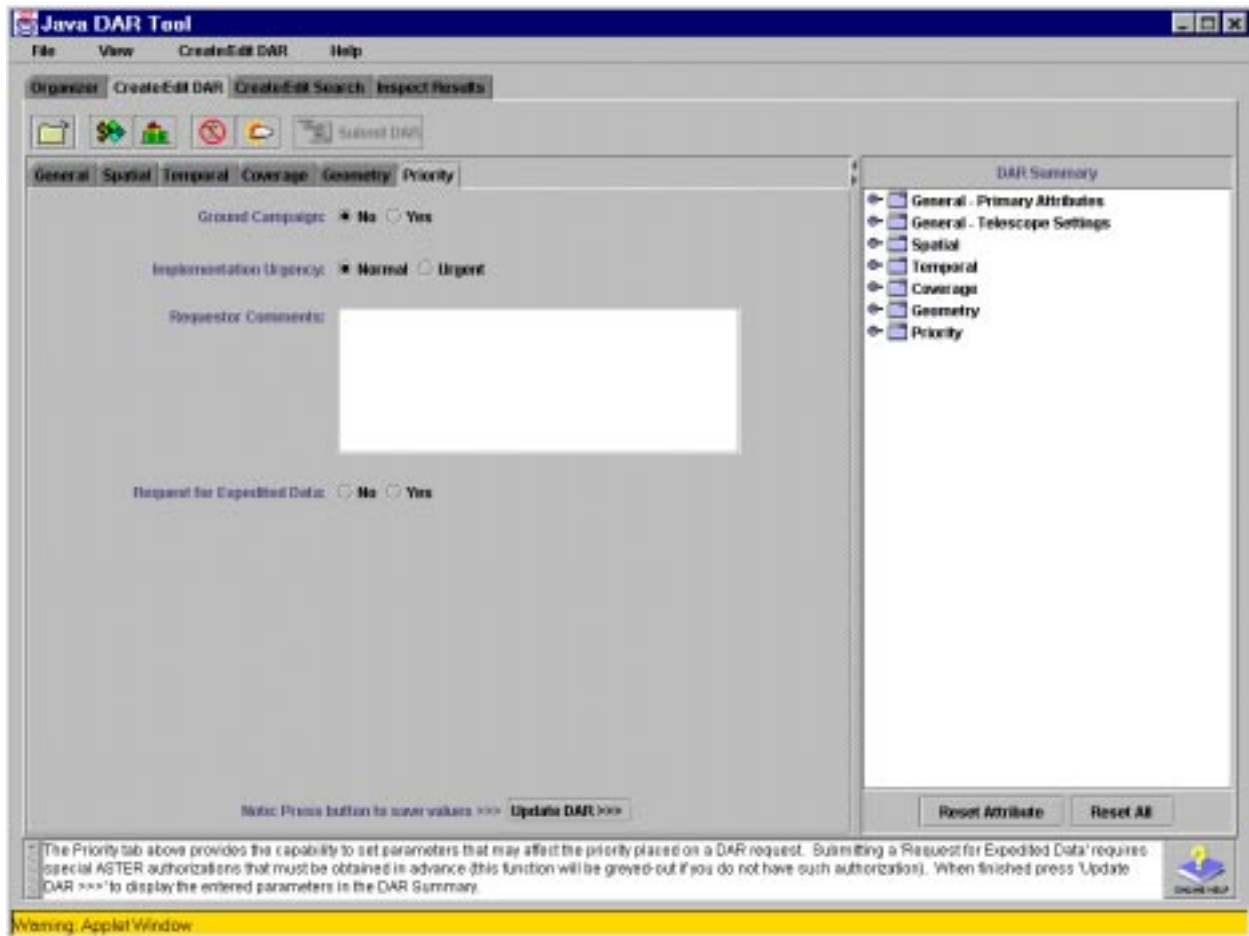 Java DAR Tool
File View Create/Edit DAR Help
Organizer Create/Edit DAR Create/Edit Search Inspect Results
Submit DAR
General Spatial Temporal Coverage Geometry Priority
Ground Campaign: No Yes
Implementation Urgency: Normal Urgent
Requestor Comments:
Request for Expedited Data: No Yes
Note: Press button to save values >>> Update DAR >>>
DAR Summary
General - Primary Attributes
General - Telescope Settings
Spatial
Temporal
Coverage
Geometry
Priority
Reset Attribute Reset All
The Priority tab above provides the capability to set parameters that may affect the priority placed on a DAR request. Submitting a 'Request for Expedited Data' requires
special ASTER authorizations that must be obtained in advance (this function will be greyed-out if you do not have such authorization). When finished press 'Update
DAR >>>' to display the entered parameters in the DAR Summary.
ONLINE HELP
Warning: Applet Window